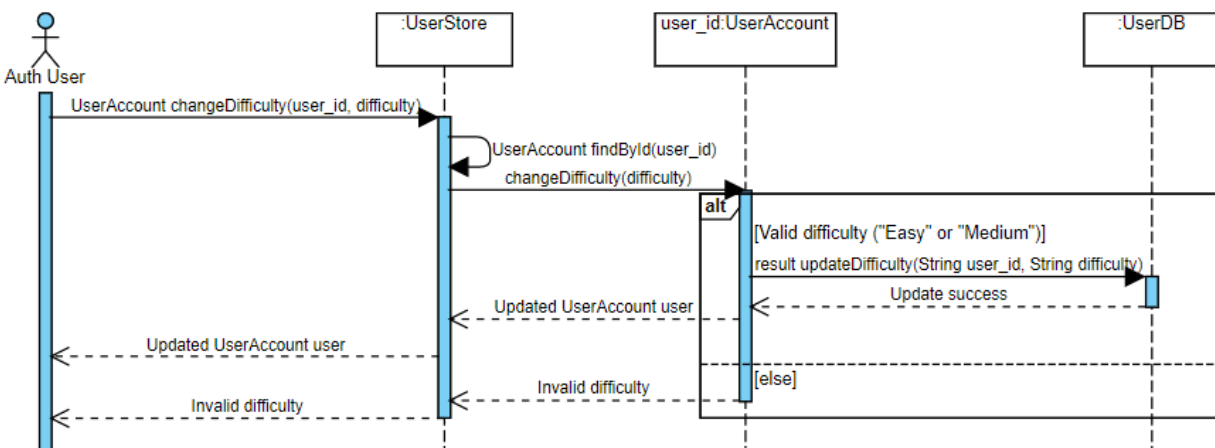 :UserStore
user_id:UserAccount
:UserDB
Auth User
UserAccount changeDifficulty(user_id, difficulty)
UserAccount findById(user_id)
changeDifficulty(difficulty)
alt
[Valid difficulty ("Easy" or "Medium")]
result updateDifficulty(String user_id, String difficulty)
Update success
Updated UserAccount user
Updated UserAccount user
[else]
Invalid difficulty
Invalid difficulty